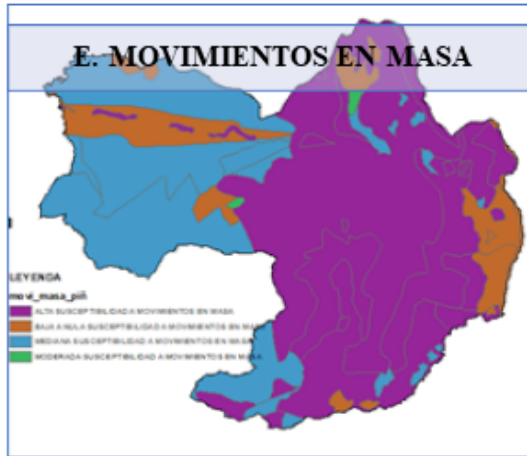 E. MOVIMIENTOS EN MASA
LEYENDA
movi_masa_piñ
ALTA SUSCEPTIBILIDAD A MOVIMIENTOS EN MASA
BAJA A NULA SUSCEPTIBILIDAD A MOVIMIENTOS EN MASA
MEDIANA SUSCEPTIBILIDAD A MOVIMIENTOS EN MASA
MODERADA SUSCEPTIBILIDAD A MOVIMIENTOS EN MASA